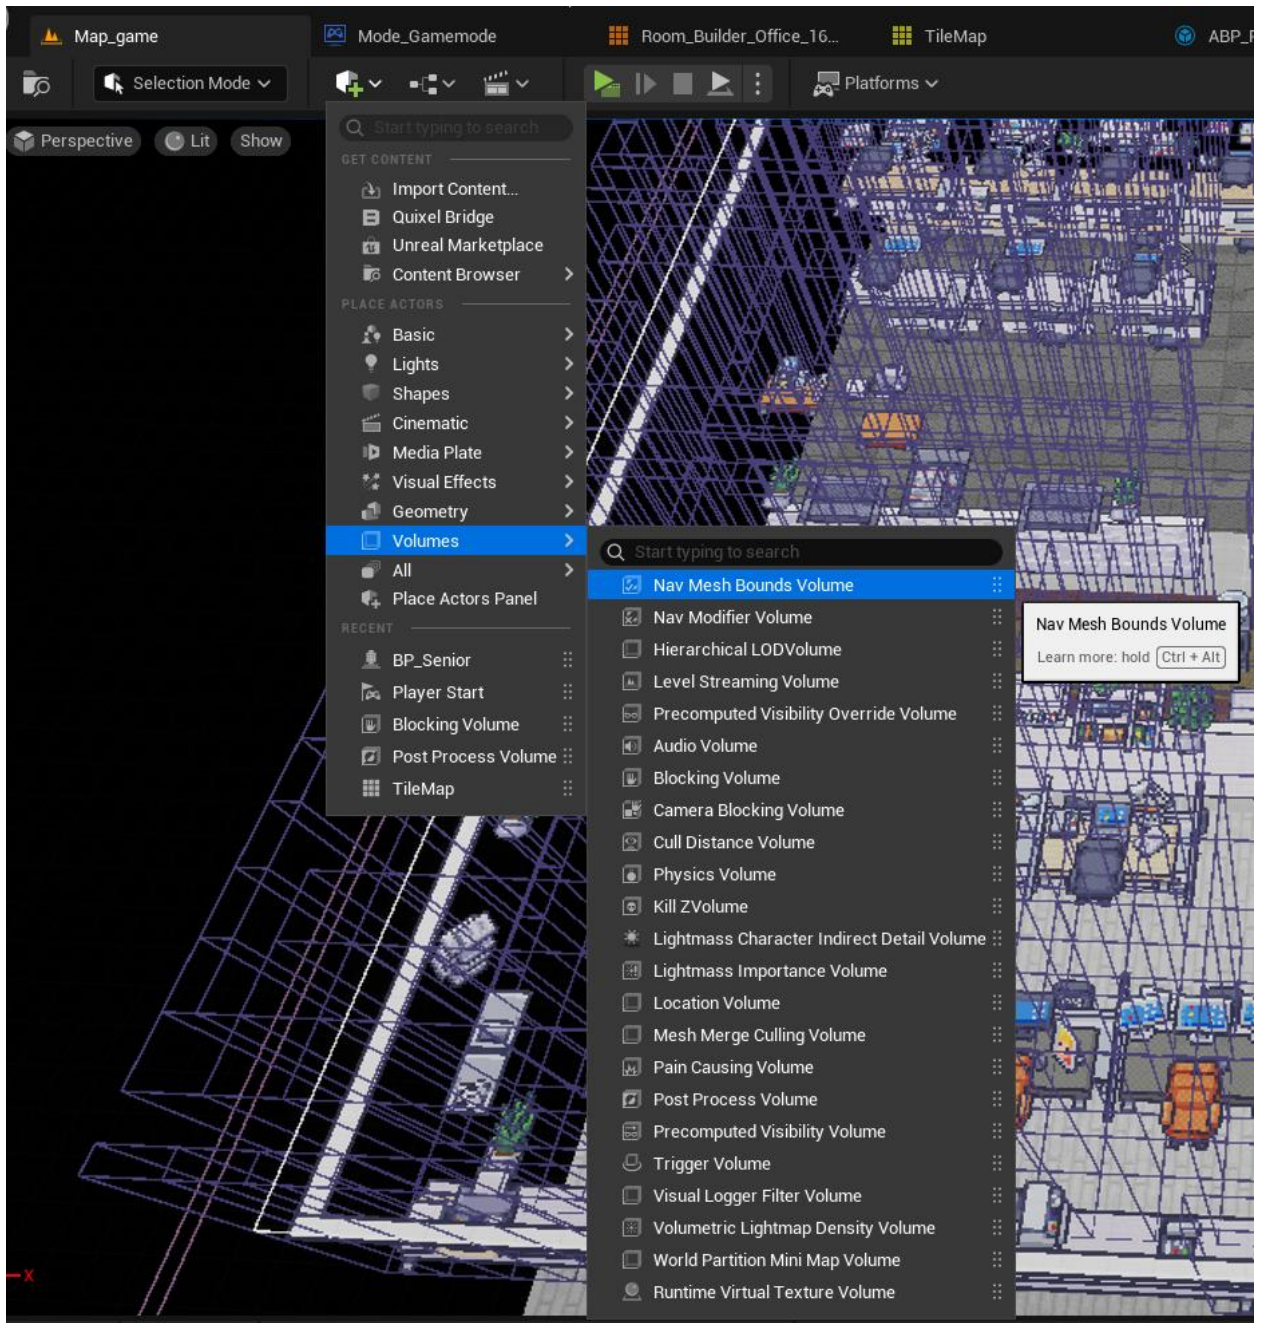 Map_game
Mode_Gamemode
Room_Builder_Office_16...
TileMap
Selection Mode
Platforms
Perspective
Lit
Show
Start typing to search
GET CONTENT
Import Content...
Quixel Bridge
Unreal Marketplace
Content Browser
PLACE ACTORS
Basic
Lights
Shapes
Cinematic
Media Plate
Visual Effects
Geometry
Volumes
All
Place Actors Panel
RECENT
BP_Senior
Player Start
Blocking Volume
Post Process Volume
TileMap
Start typing to search
Nav Mesh Bounds Volume
Nav Modifier Volume
Hierarchical LODVolume
Level Streaming Volume
Precomputed Visibility Override Volume
Audio Volume
Blocking Volume
Camera Blocking Volume
Cull Distance Volume
Physics Volume
Kill ZVolume
Lightmass Character Indirect Detail Volume
Lightmass Importance Volume
Location Volume
Mesh Merge Culling Volume
Pain Causing Volume
Post Process Volume
Precomputed Visibility Volume
Trigger Volume
Visual Logger Filter Volume
Volumetric Lightmap Density Volume
World Partition Mini Map Volume
Runtime Virtual Texture Volume
Nav Mesh Bounds Volume
Learn more: hold Ctrl + Alt
X